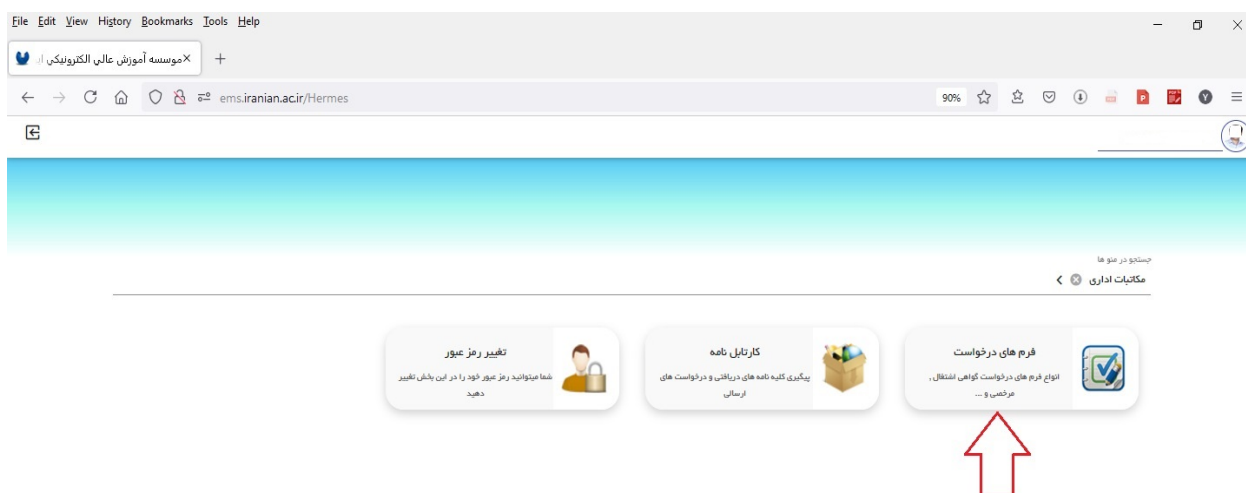 File Edit View History Bookmarks Tools Help
موسسه آموزش عالی الکترونیکی
ems.iranian.ac.ir/Hermes
90%
جستجو در منو ها
مکاتبات اداری
فرم های درخواست
انواع فرم های درخواست گواهی اشتغال ,
مرخصی و ...
کارتابل نامه
پیگیری کلیه نامه های دریافتی و درخواست های
ارسالی
تغییر رمز عبور
شما میتوانید رمز عبور خود را در این بخش تغییر
دهید